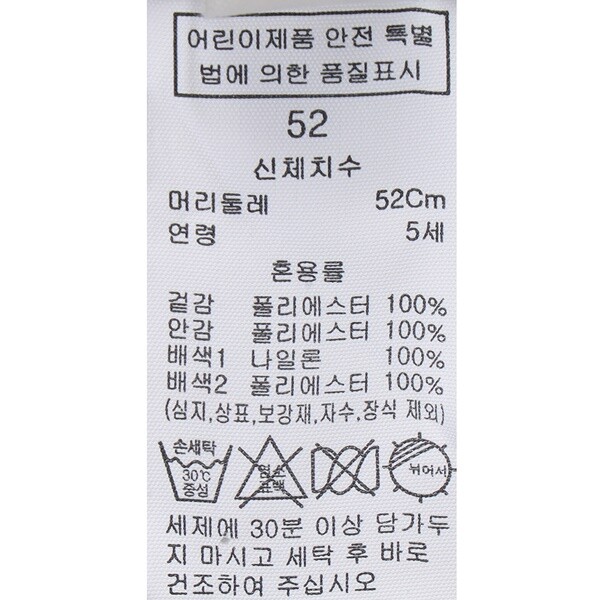 어린이제품 안전 특별
법에 의한 품질표시
52
신체치수
머리둘레 52Cm
연령 5세
혼용률
겉감 폴리에스터 100%
안감 폴리에스터 100%
배색1 나일론 100%
배색2 폴리에스터 100%
(심지,상표,보강재,자수,장식 제외)
손세탁
30℃
중성
염소
표백
뉘어서
세제에 30분 이상 담가두
지 마시고 세탁 후 바로
건조하여 주십시오